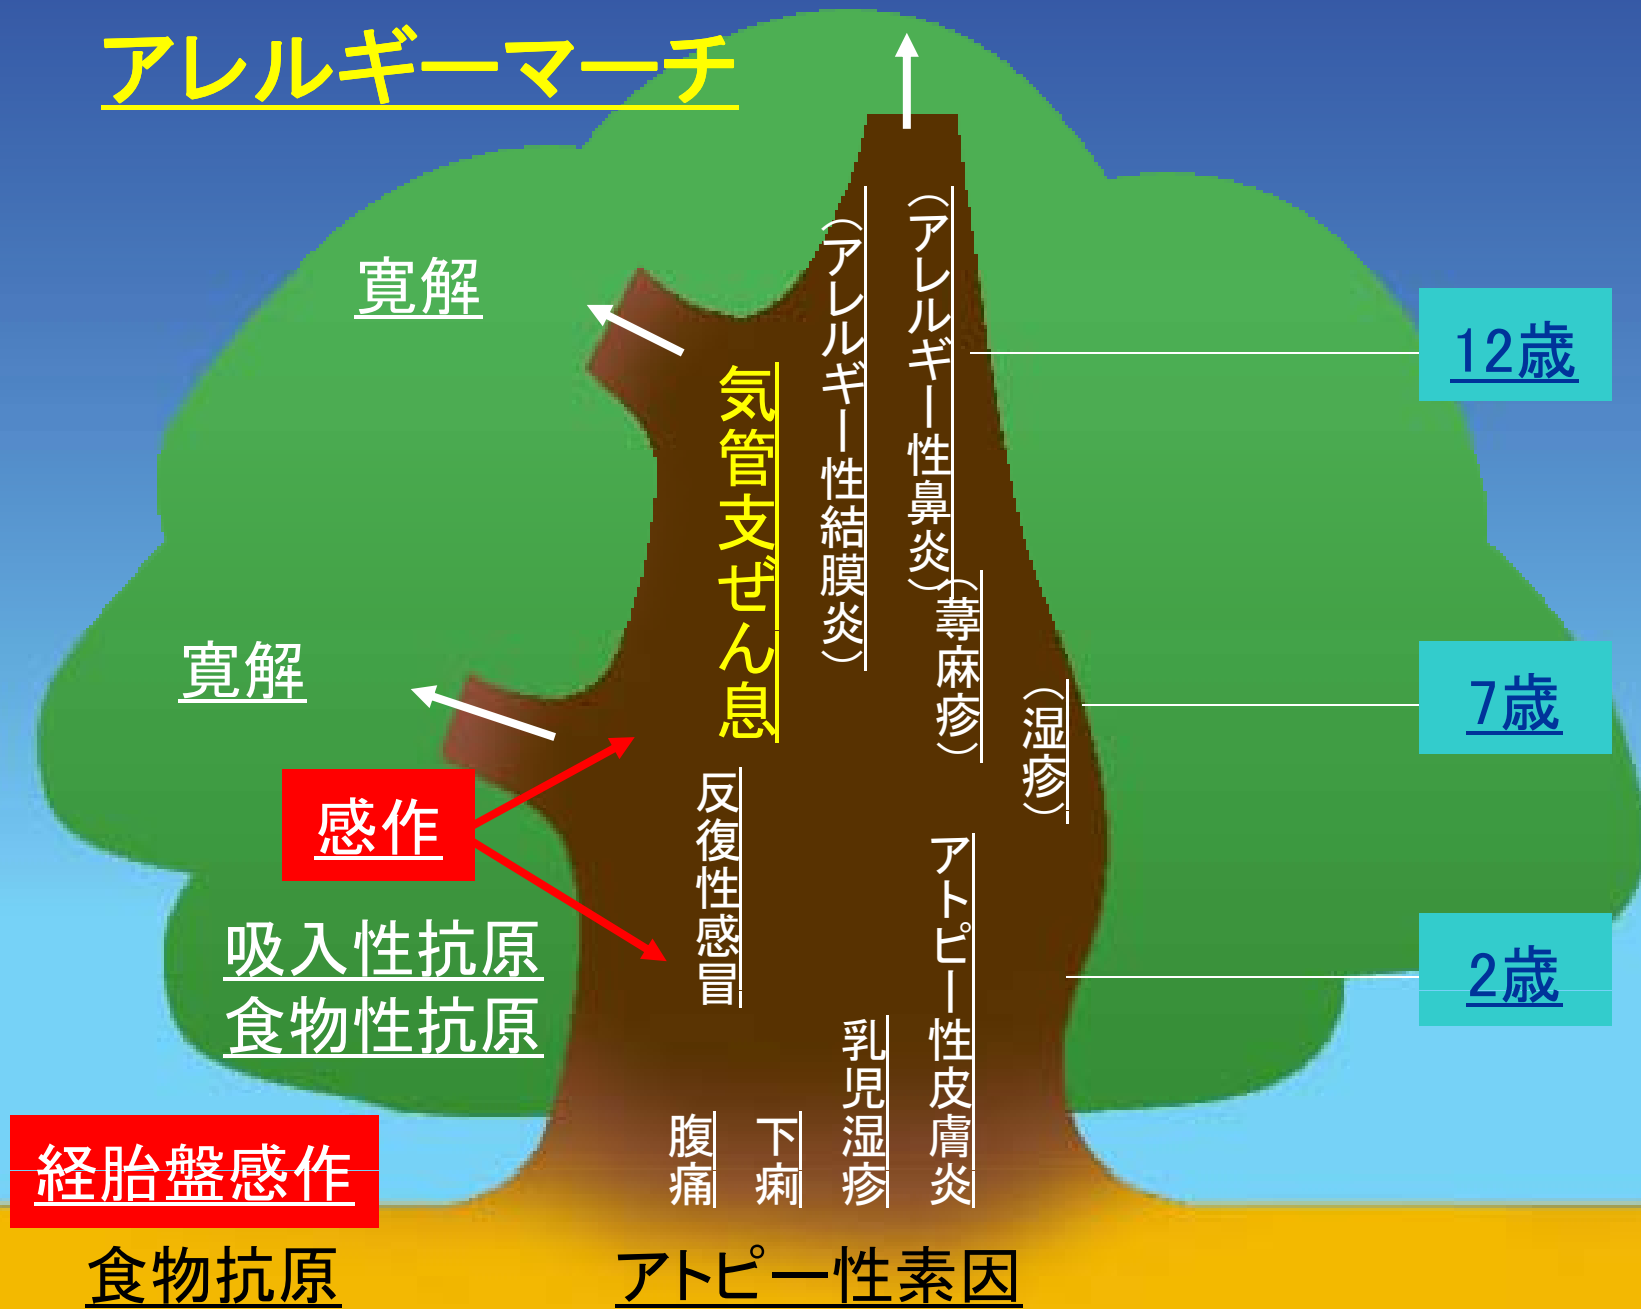 アレルギーマーチ
寛解
(アレルギー性鼻炎)
(アレルギー性結膜炎)
12歳
気管支ぜん息
(蕁麻疹)
(湿疹)
寛解
7歳
感作
反復性感冒
アトピー性皮膚炎
吸入性抗原
食物性抗原
2歳
乳児湿疹
下痢
腹痛
経胎盤感作
食物抗原
アトピー性素因